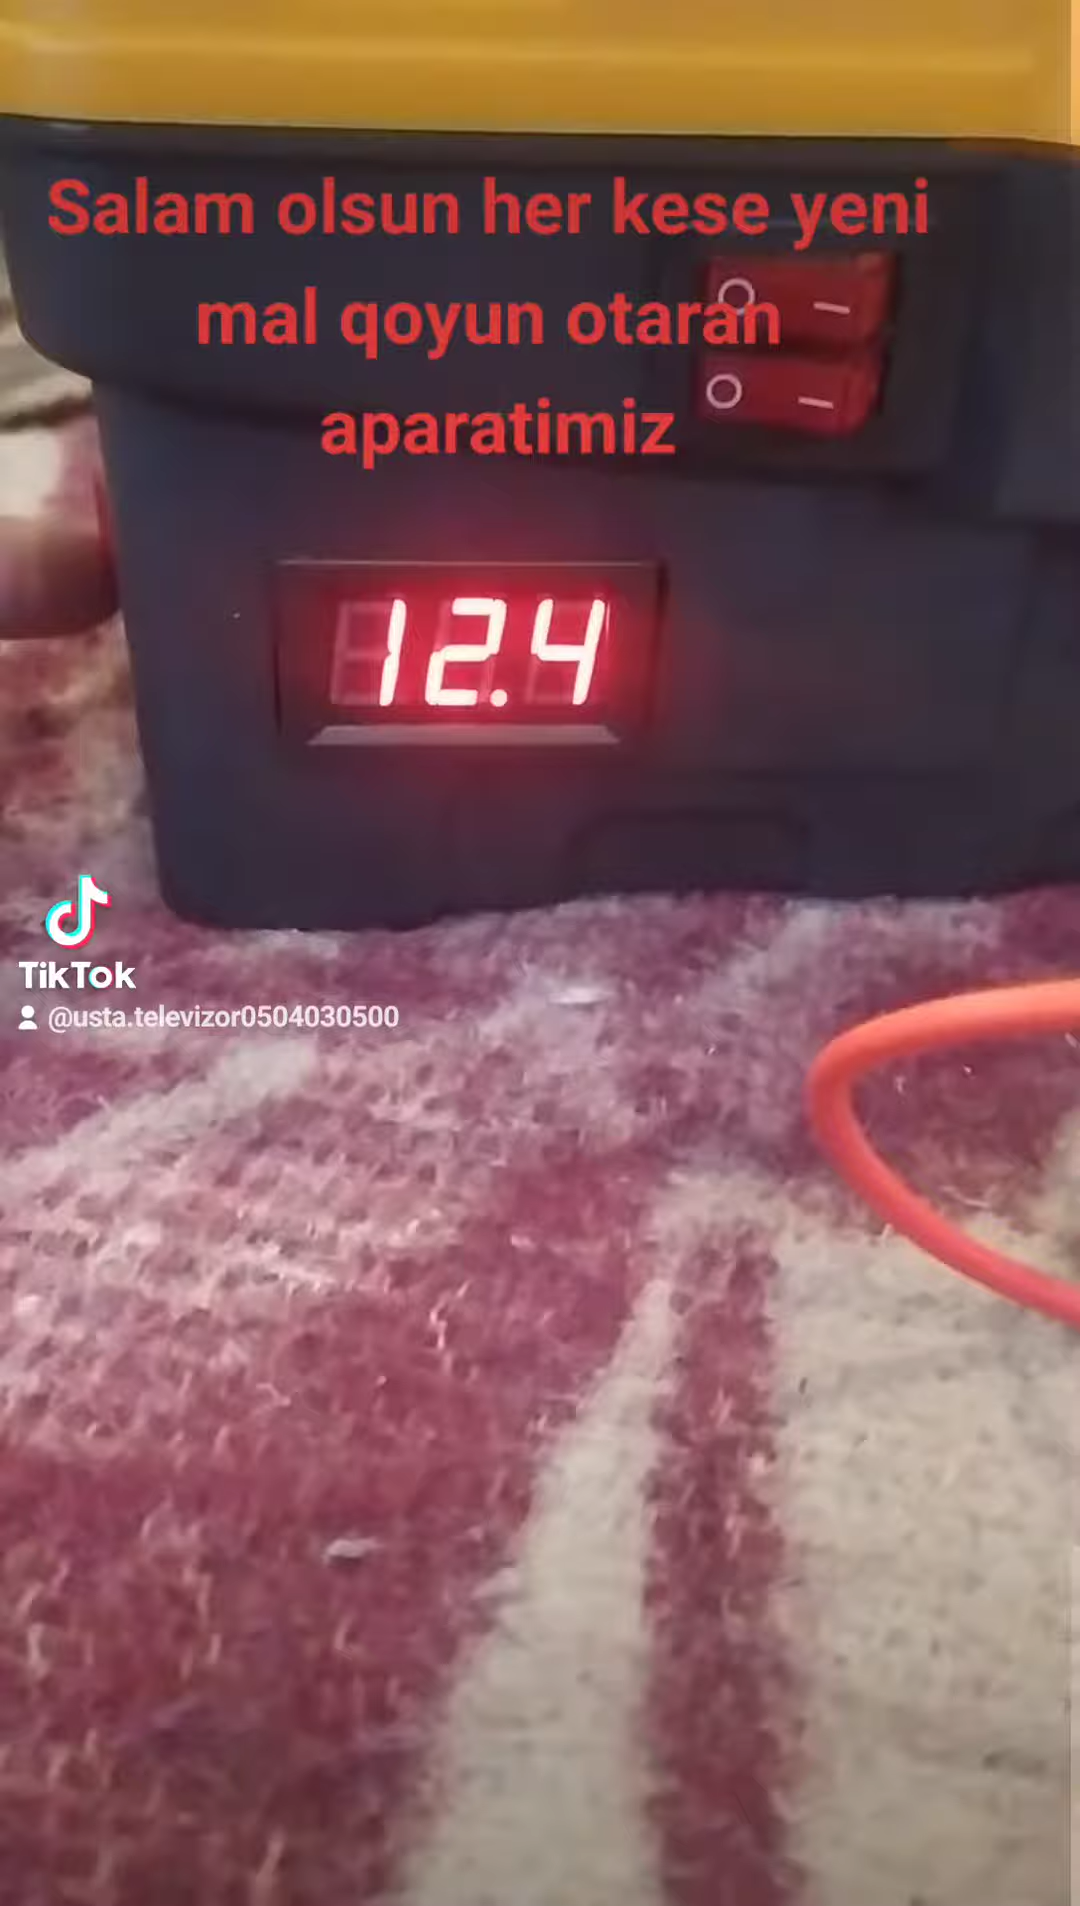 Salam olsun her kese yeni
mal qoyun otaran
aparatimiz
O –
O –
12.4
TikTok
@usta.televizor0504030500